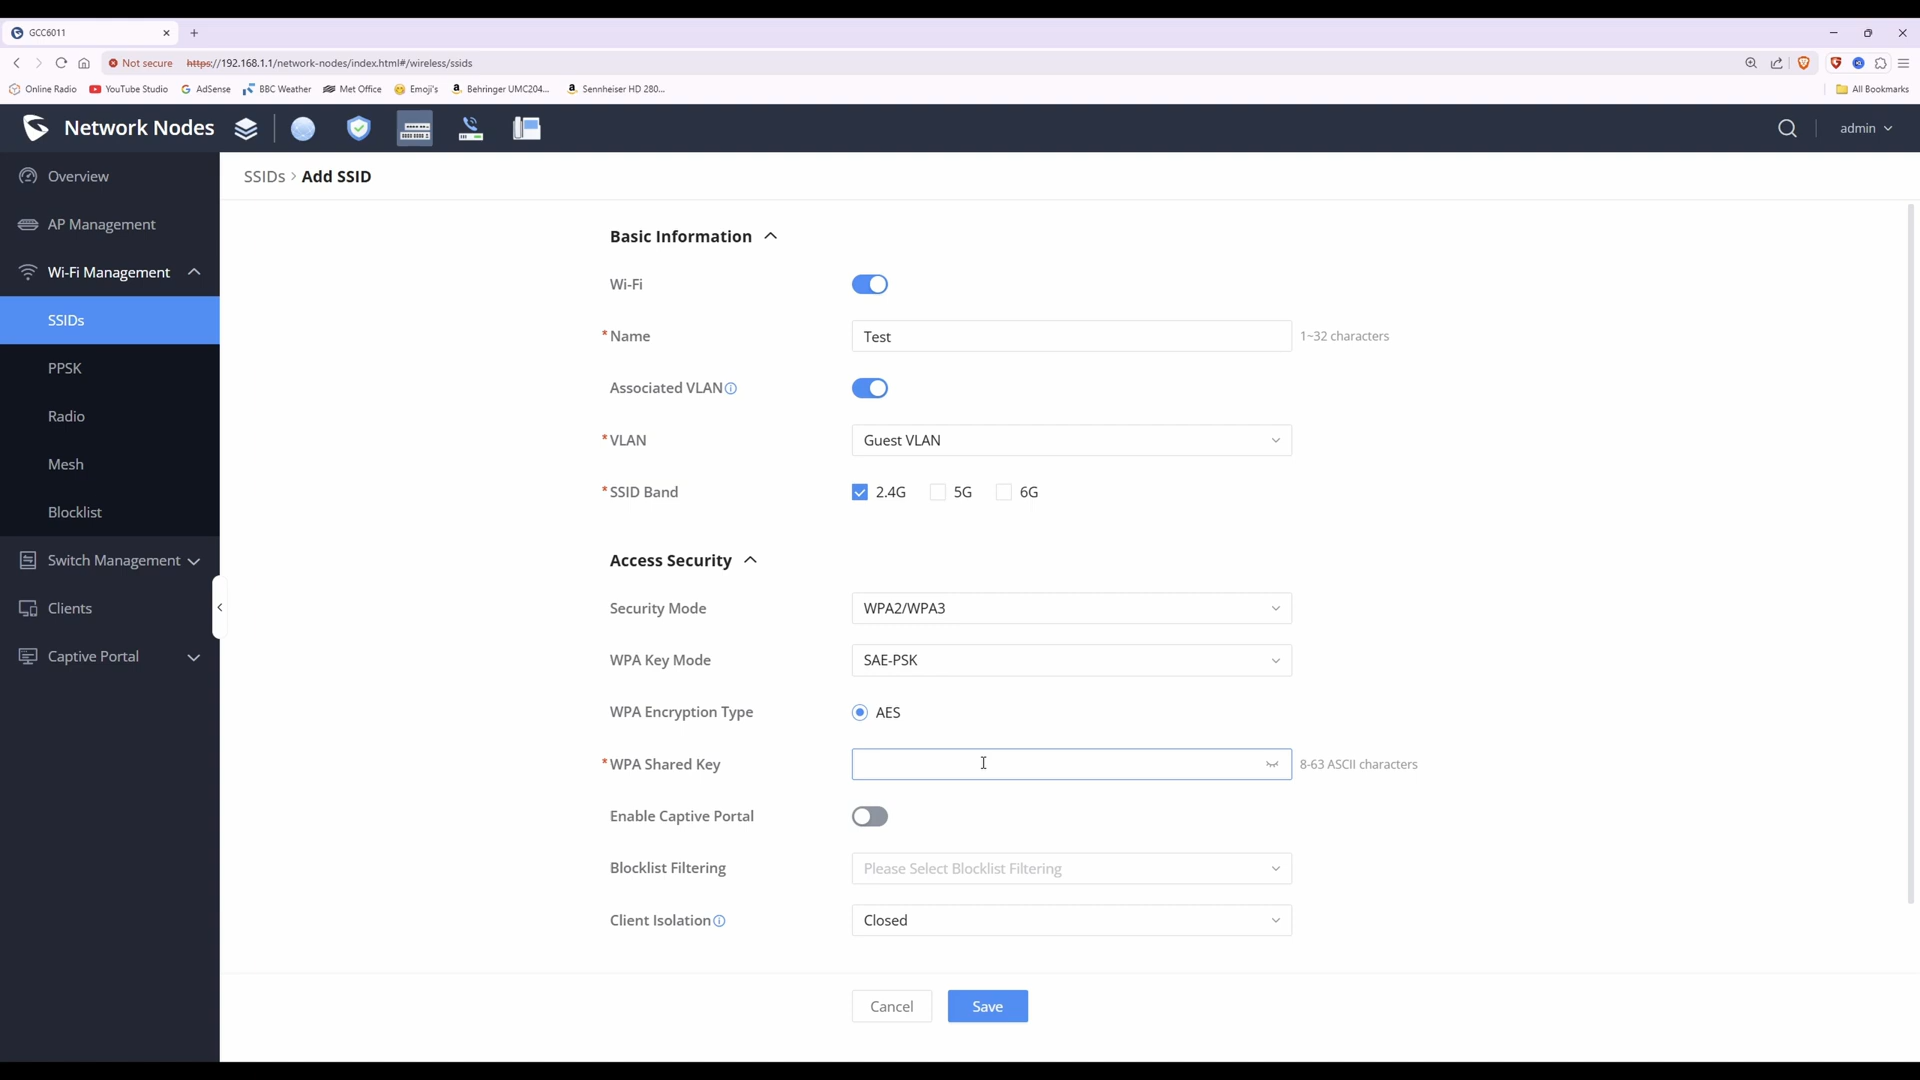 GCC6011
Not secure https://192.168.1.1/network-nodes/index.html#/wireless/ssids
Online Radio YouTube Studio AdSense BBC Weather Met Office Emoji's Behringer UMC204... Sennheiser HD 280... All Bookmarks
Network Nodes admin
Overview
AP Management
Wi-Fi Management
SSIDs
PPSK
Radio
Mesh
Blocklist
Switch Management
Clients
Captive Portal
SSIDs > Add SSID
Basic Information
Wi-Fi
*Name Test 1~32 characters
Associated VLAN
*VLAN Guest VLAN
*SSID Band 2.4G 5G 6G
Access Security
Security Mode WPA2/WPA3
WPA Key Mode SAE-PSK
WPA Encryption Type AES
*WPA Shared Key 8-63 ASCII characters
Enable Captive Portal
Blocklist Filtering Please Select Blocklist Filtering
Client Isolation Closed
Cancel Save